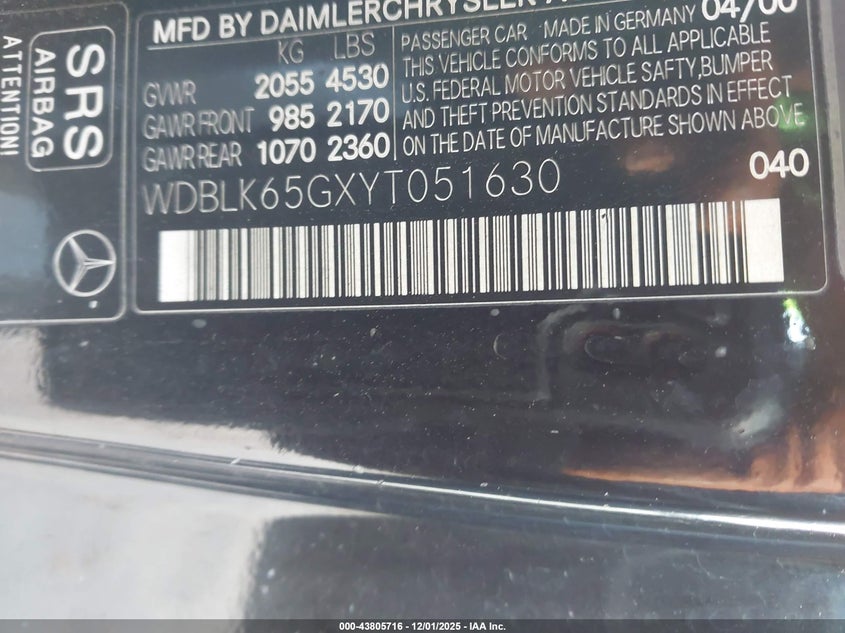 MFD BY DAIMLERCHRYSLER
04/00
KG LBS
GVWR 2055 4530
GAWR FRONT 985 2170
GAWR REAR 1070 2360
PASSENGER CAR MADE IN GERMANY
THIS VEHICLE CONFORMS TO ALL APPLICABLE
U.S. FEDERAL MOTOR VEHICLE SAFTY,BUMPER
AND THEFT PREVENTION STANDARDS IN EFFECT
ON THE DATE OF MANUFACTURE SHOWN ABOVE
WDBLK65GXYT051630
040
SRS
AIRBAG
ATTENTION!
000-43805716 - 12/01/2025 - IAA Inc.